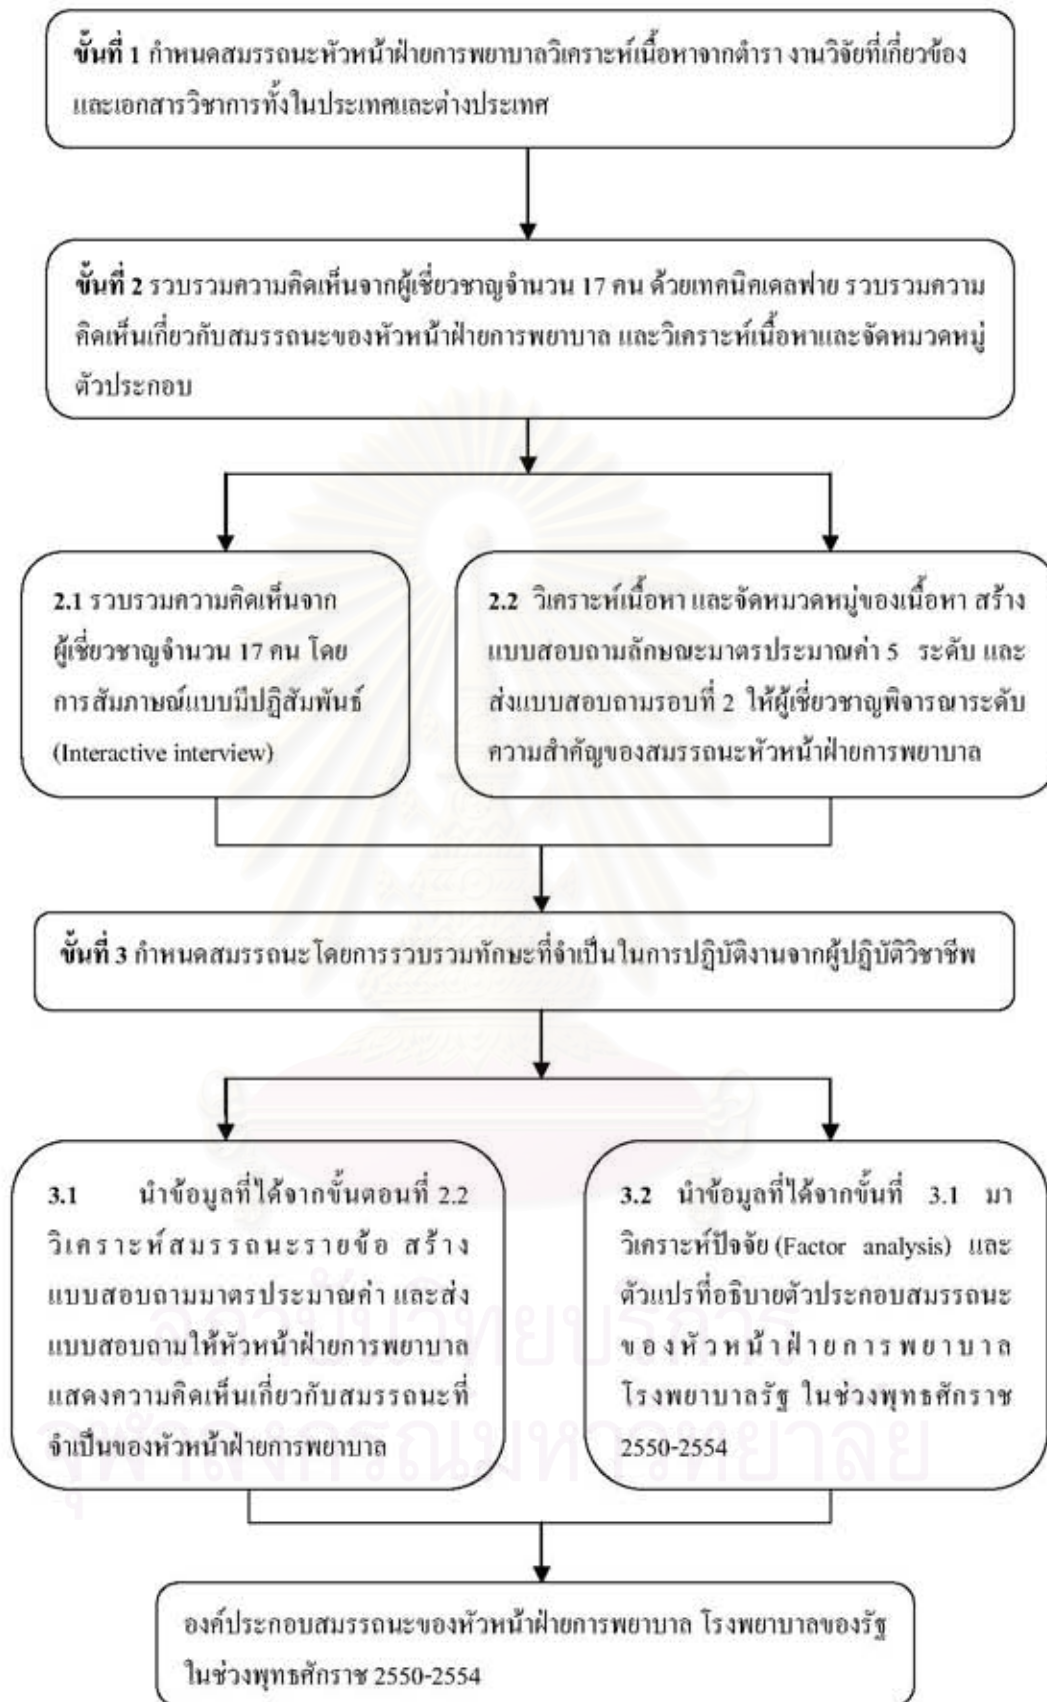 ขั้นที่ 1 กำหนดสมรรถนะหัวหน้าฝ่ายการพยาบาลวิเคราะห์เนื้อหาจากตำรา งานวิจัยที่เกี่ยวข้อง
และเอกสารวิชาการทั้งในประเทศและต่างประเทศ
ขั้นที่ 2 รวบรวมความคิดเห็นจากผู้เชี่ยวชาญจำนวน 17 คน ด้วยเทคนิคเดลฟาย รวบรวมความ
คิดเห็นเกี่ยวกับสมรรถนะของหัวหน้าฝ่ายการพยาบาล และวิเคราะห์เนื้อหาและจัดหมวดหมู่
ตัวประกอบ
2.1 รวบรวมความคิดเห็นจาก
ผู้เชี่ยวชาญจำนวน 17 คน โดย
การสัมภาษณ์แบบมีปฏิสัมพันธ์
(Interactive interview)
2.2 วิเคราะห์เนื้อหา และจัดหมวดหมู่ของเนื้อหา สร้าง
แบบสอบถามลักษณะมาตรประมาณค่า 5 ระดับ และ
ส่งแบบสอบถามรอบที่ 2 ให้ผู้เชี่ยวชาญพิจารณาระดับ
ความสำคัญของสมรรถนะหัวหน้าฝ่ายการพยาบาล
ขั้นที่ 3 กำหนดสมรรถนะโดยการรวบรวมทักษะที่จำเป็นในการปฏิบัติงานจากผู้ปฏิบัติวิชาชีพ
3.1 นำข้อมูลที่ได้จากขั้นตอนที่ 2.2
วิเคราะห์สมรรถนะรายข้อ สร้าง
แบบสอบถามมาตรประมาณค่า และส่ง
แบบสอบถามให้หัวหน้าฝ่ายการพยาบาล
แสดงความคิดเห็นเกี่ยวกับสมรรถนะที่
จำเป็นของหัวหน้าฝ่ายการพยาบาล
3.2 นำข้อมูลที่ได้จากขั้นที่ 3.1 มา
วิเคราะห์ปัจจัย (Factor analysis) และ
ตัวแปรที่อธิบายตัวประกอบสมรรถนะ
ของหัวหน้าฝ่ายการพยาบาล
โรงพยาบาลรัฐ ในช่วงพุทธศักราช
2550-2554
สถาบันวิทยบริการ
จุฬาลงกรณ์มหาวิทยาลัย
องค์ประกอบสมรรถนะของหัวหน้าฝ่ายการพยาบาล โรงพยาบาลของรัฐ
ในช่วงพุทธศักราช 2550-2554